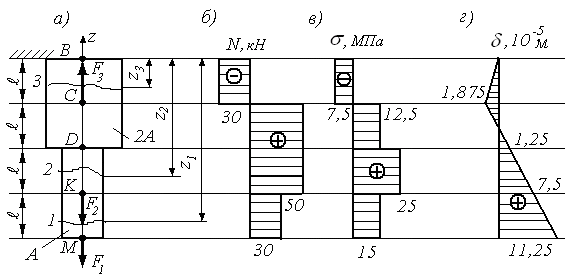 а) б) в) г)
z
N, кН σ, МПа δ, 10⁻⁵ м
B
ℓ 3 F₃ z₃
C 30 7,5 12,5 1,875
ℓ 2A z₂
D 1,25
ℓ 2 z₁
K 50 25 7,5
ℓ 1 F₂
A M 30 15 11,25
F₁